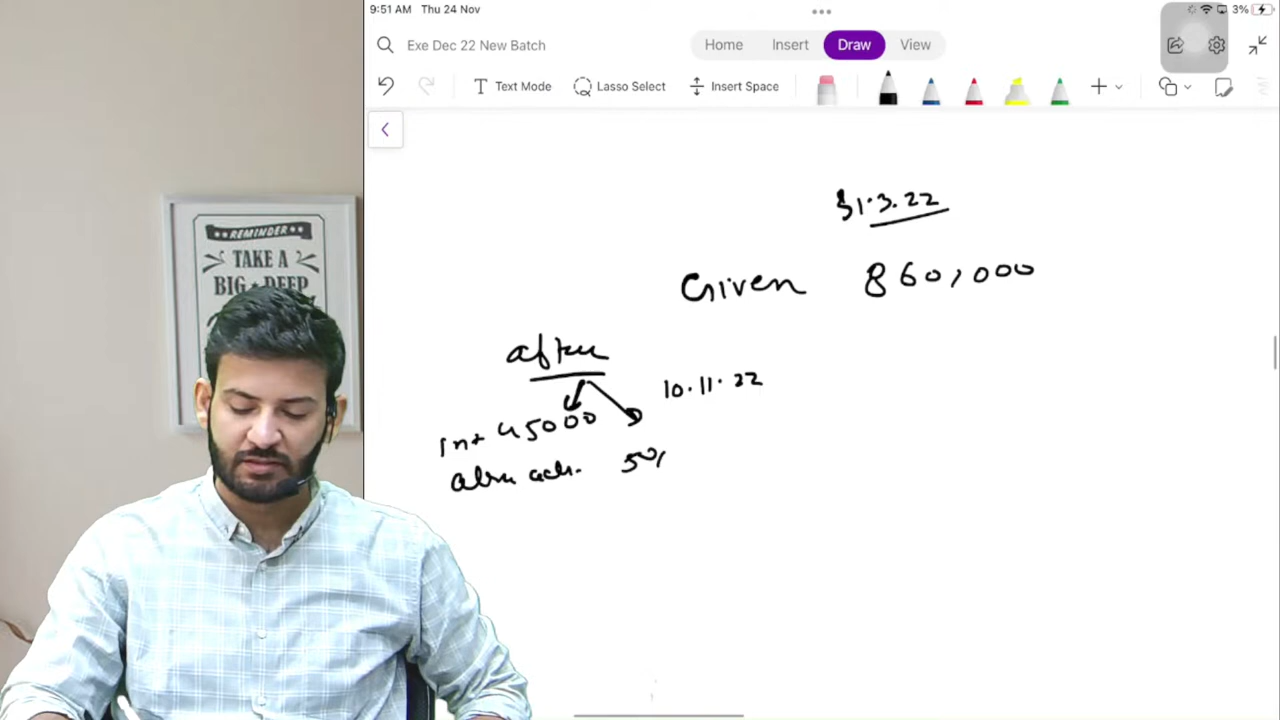 9:51 AM Thu 24 Nov
3%
Exe Dec 22 New Batch
Home Insert Draw View
Text Mode
Lasso Select
Insert Space
31.3.22
Given 860,000
after
10.11.22
int 45000
50,
REMINDER
TAKE A
BIG DEEP